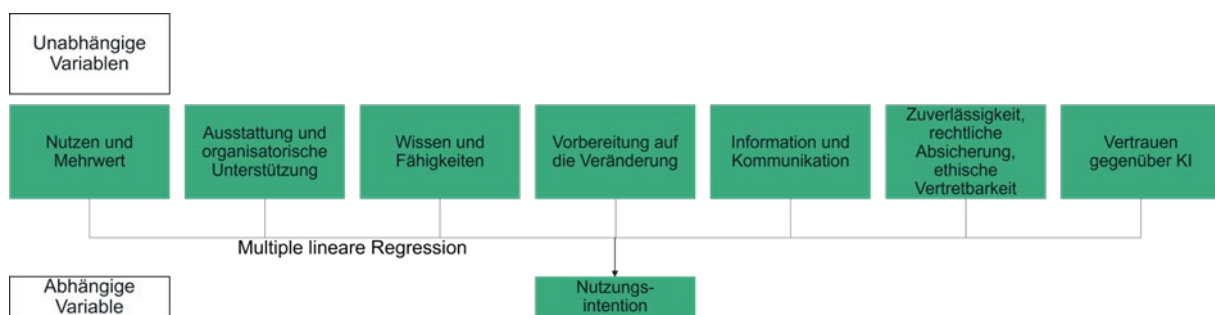 Unabhängige
Variablen
Nutzen und
Mehrwert
Ausstattung und
organisatorische
Unterstützung
Wissen und
Fähigkeiten
Vorbereitung auf
die Veränderung
Information und
Kommunikation
Zuverlässigkeit,
rechtliche
Absicherung,
ethische
Vertretbarkeit
Vertrauen
gegenüber KI
Multiple lineare Regression
Abhängige
Variable
Nutzungs-
intention